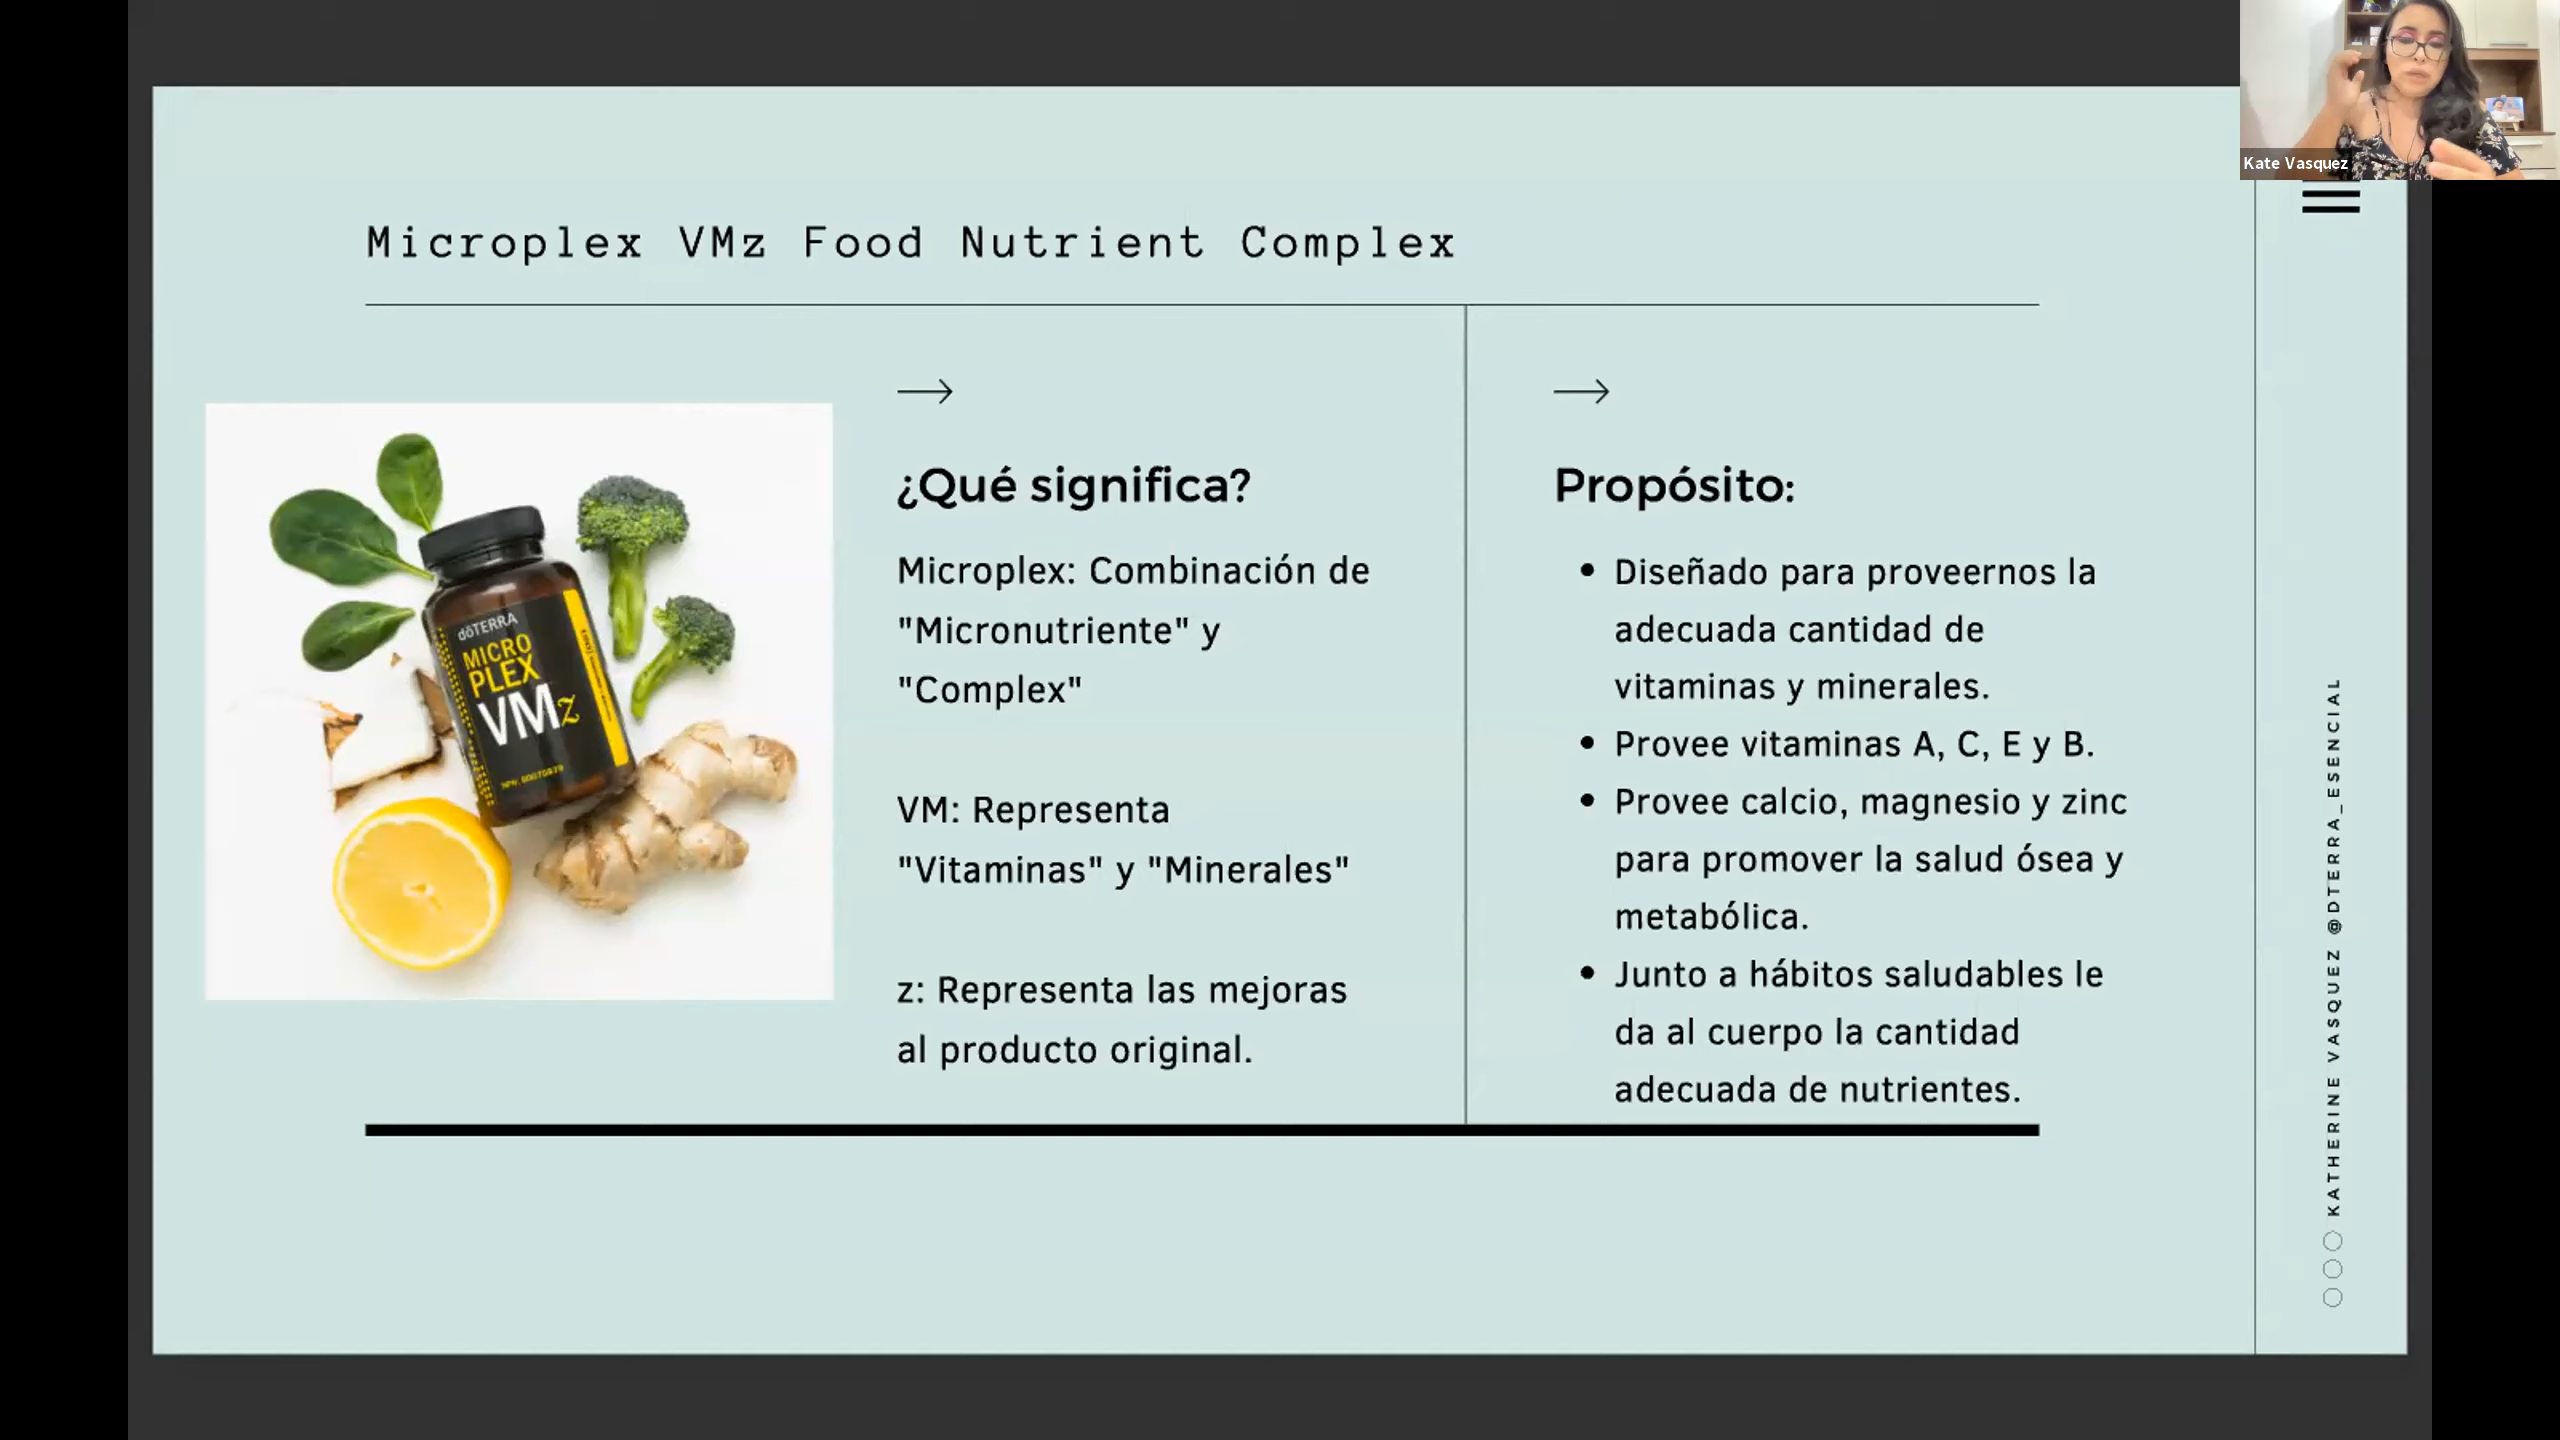 Kate Vasquez
Microplex VMz Food Nutrient Complex
¿Qué significa?
Microplex: Combinación de
"Micronutriente" y
"Complex"
VM: Representa
"Vitaminas" y "Minerales"
z: Representa las mejoras
al producto original.
Propósito:
Diseñado para proveernos la
adecuada cantidad de
vitaminas y minerales.
Provee vitaminas A, C, E y B.
Provee calcio, magnesio y zinc
para promover la salud ósea y
metabólica.
Junto a hábitos saludables le
da al cuerpo la cantidad
adecuada de nutrientes.
dōTERRA
MICRO
PLEX
VMz
KATHERINE VASQUEZ @DTERRA_ESENCIAL